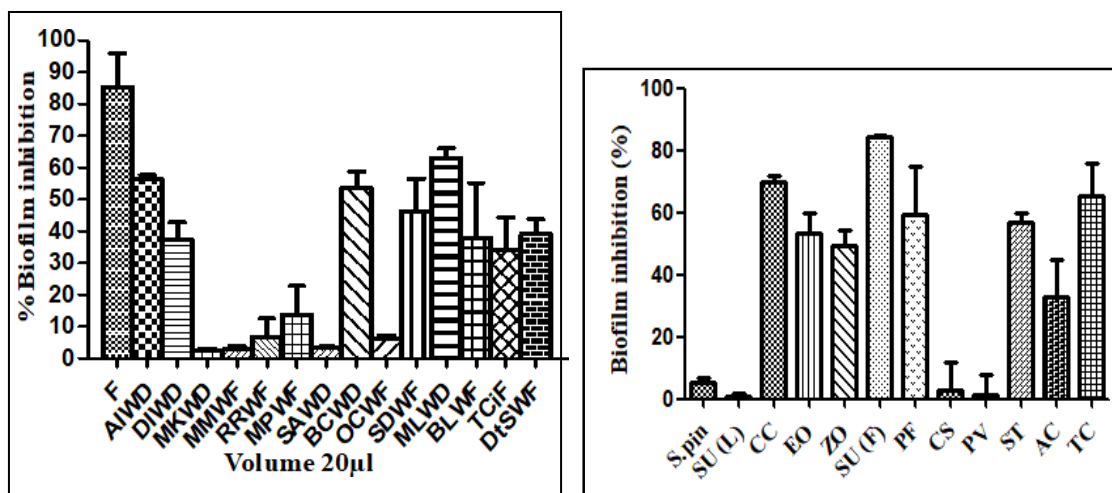 % Biofilm inhibition
100
90
80
70
60
50
40
30
20
10
0
F
AIWD
DIWD
MKWD
MMWF
RRWF
MPWF
SAWD
BCWD
OCWF
SDWF
MLWD
BLWF
TCiF
DtSWF
Volume 20µl
Biofilm inhibition (%)
100
80
60
40
20
0
S.pin
SU (L)
CC
EO
ZO
SU (F)
PF
CS
PV
ST
AC
TC